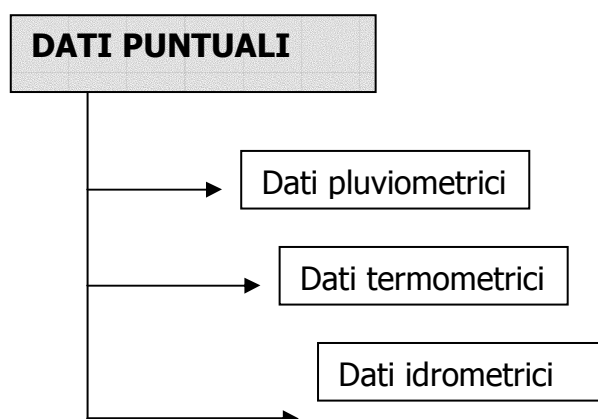 DATI PUNTUALI
Dati pluviometrici
Dati termometrici
Dati idrometrici